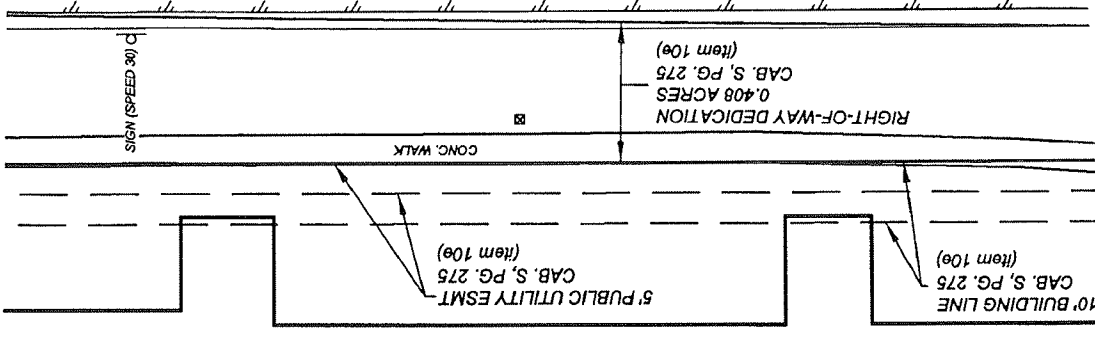 10' BUILDING LINE
CAB. S, PG. 275
(item 10e)
5' PUBLIC UTILITY ESMT
CAB. S, PG. 275
(item 10e)
CONC. WALK
RIGHT-OF-WAY DEDICATION
0.408 ACRES
CAB. S, PG. 275
(item 10e)
SIGN (SPEED 30)